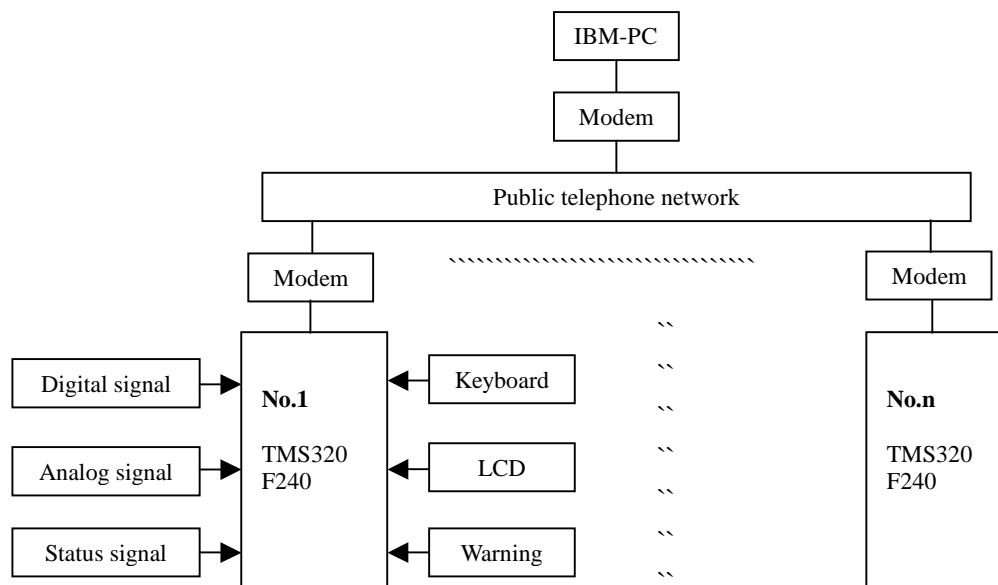 IBM-PC
Modem
Public telephone network
Modem
Modem
Digital signal
Analog signal
Status signal
No.1
TMS320
F240
Keyboard
LCD
Warning
No.n
TMS320
F240